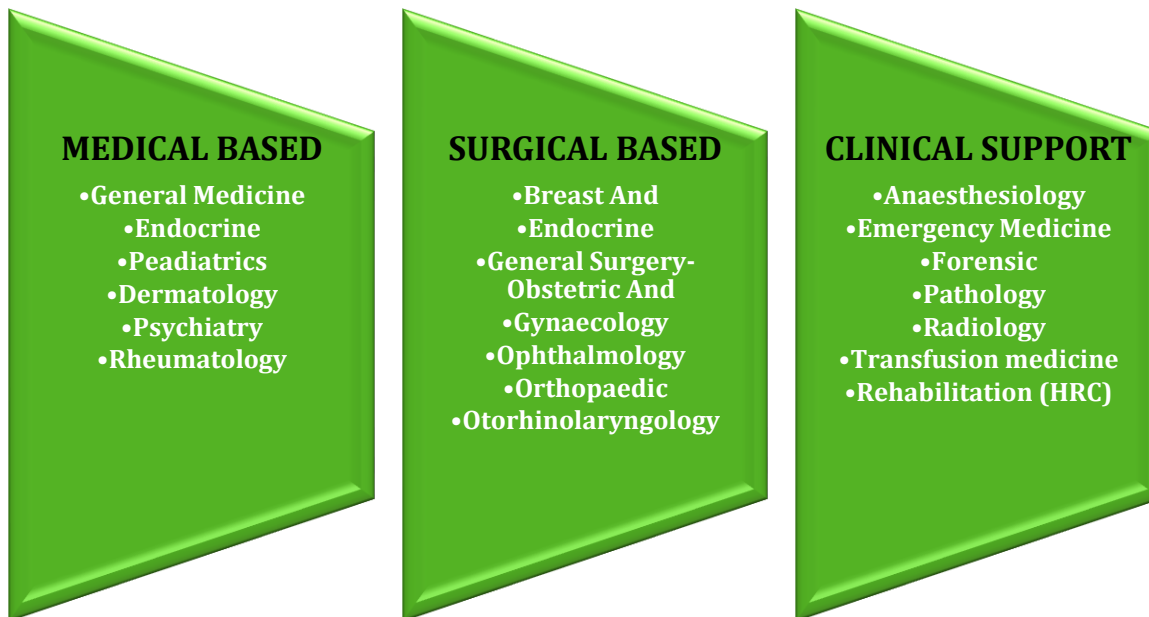 MEDICAL BASED
•General Medicine
•Endocrine
•Peadiatrics
•Dermatology
•Psychiatry
•Rheumatology
SURGICAL BASED
•Breast And
•Endocrine
•General Surgery-
Obstetric And
•Gynaecology
•Ophthalmology
•Orthopaedic
•Otorhinolaryngology
CLINICAL SUPPORT
•Anaesthesiology
•Emergency Medicine
•Forensic
•Pathology
•Radiology
•Transfusion medicine
•Rehabilitation (HRC)